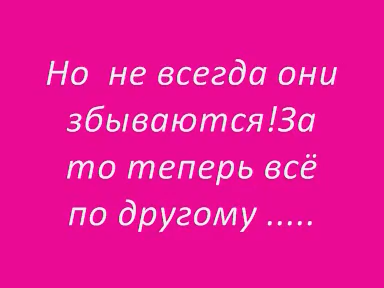 Но  не всегда они
збываются!За
то теперь всё
по другому .....